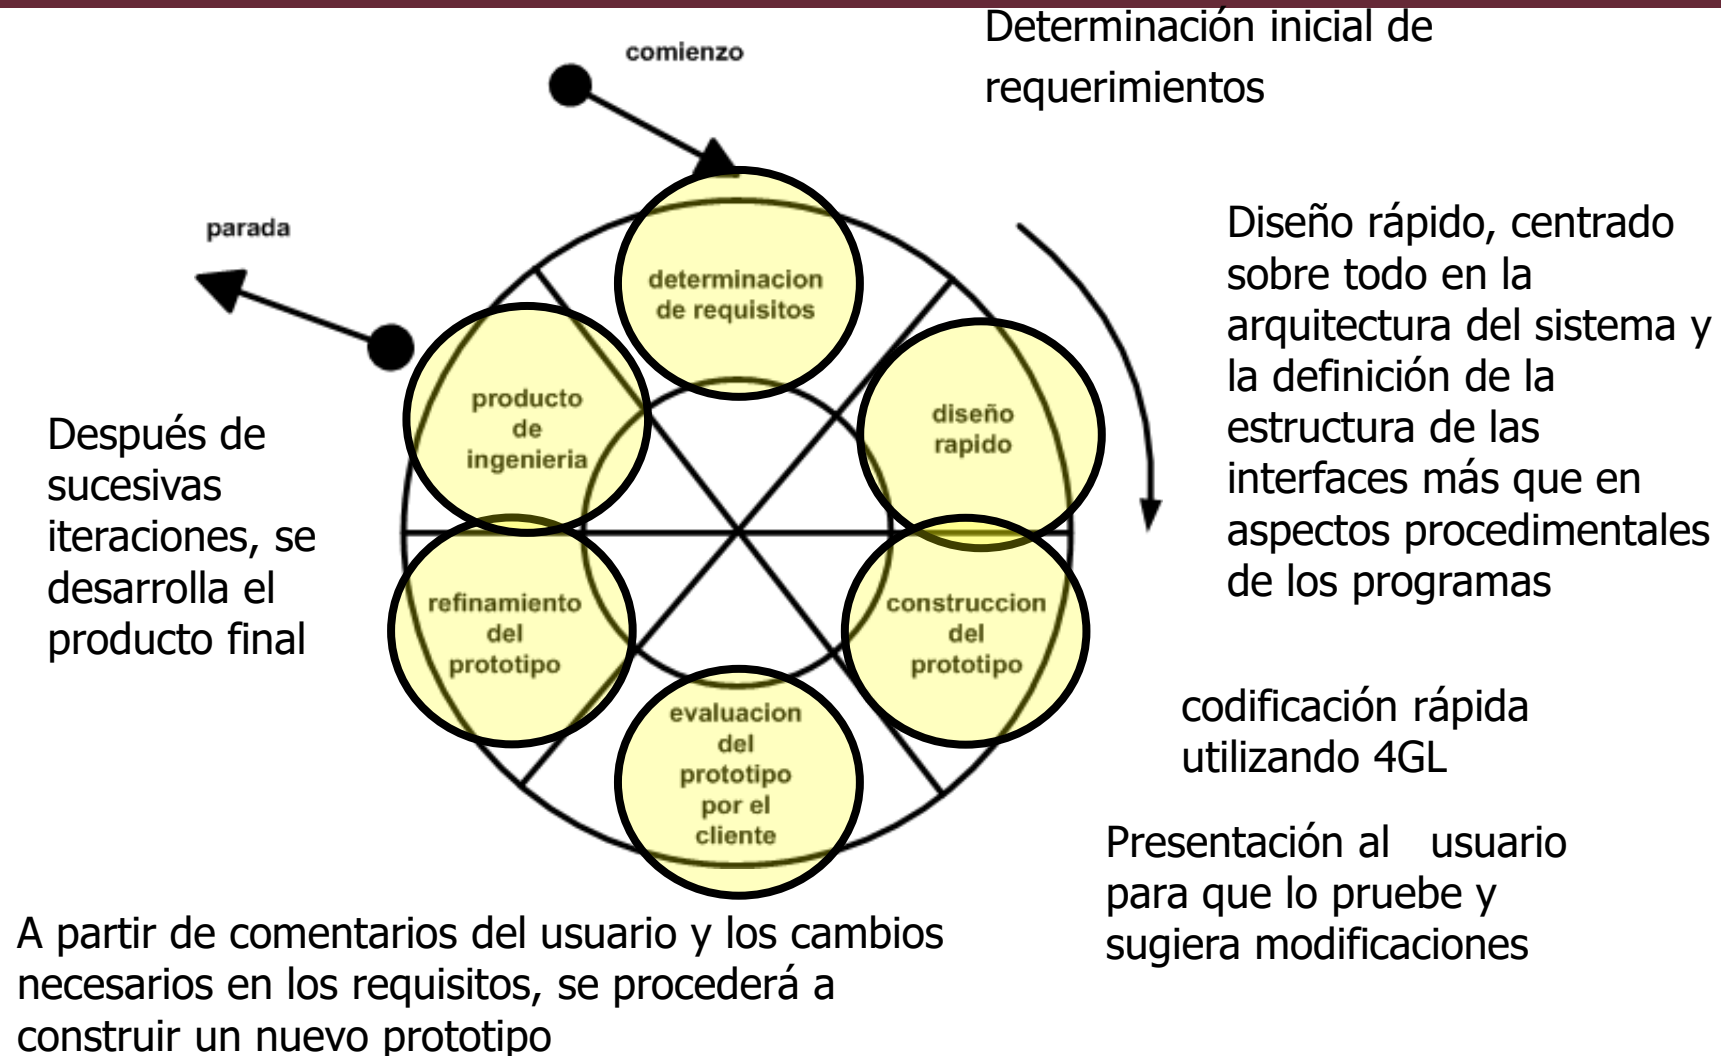 Determinación inicial de
requerimientos
comienzo
parada
determinacion
de requisitos
Diseño rápido, centrado
sobre todo en la
arquitectura del sistema y
la definición de la
estructura de las
interfaces más que en
aspectos procedimentales
de los programas
diseño
rapido
construccion
del
prototipo
codificación rápida
utilizando 4GL
evaluacion
del
prototipo
por el
cliente
Presentación al usuario
para que lo pruebe y
sugiera modificaciones
refinamiento
del
prototipo
A partir de comentarios del usuario y los cambios
necesarios en los requisitos, se procederá a
construir un nuevo prototipo
producto
de
ingenieria
Después de
sucesivas
iteraciones, se
desarrolla el
producto final